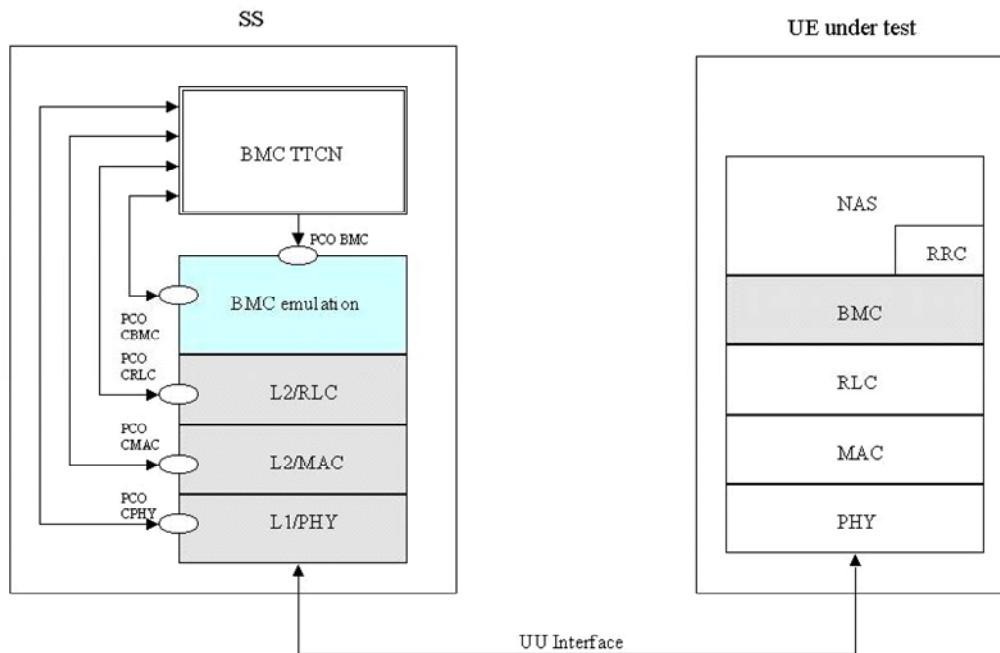 SS
UE under test
BMC TTCN
PCO BMC
BMC emulation
PCO
CBMC
PCO
CRLC
L2/RLC
PCO
CMAC
L2/MAC
PCO
CPHY
L1/PHY
NAS
RRC
BMC
RLC
MAC
PHY
UU Interface